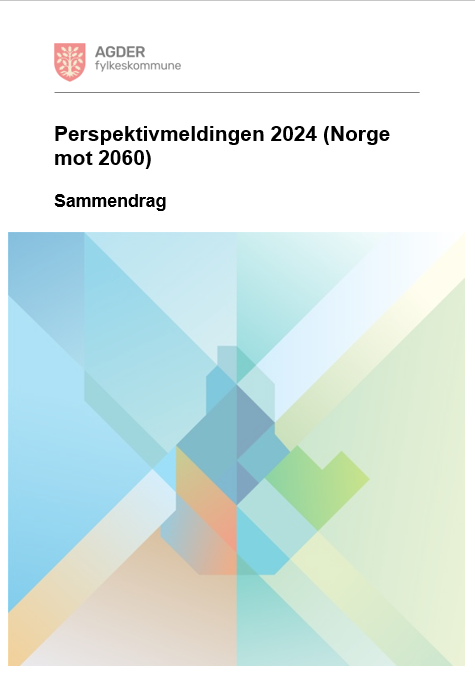 AGDER
fylkeskommune
Perspektivmeldingen 2024 (Norge
mot 2060)
Sammendrag